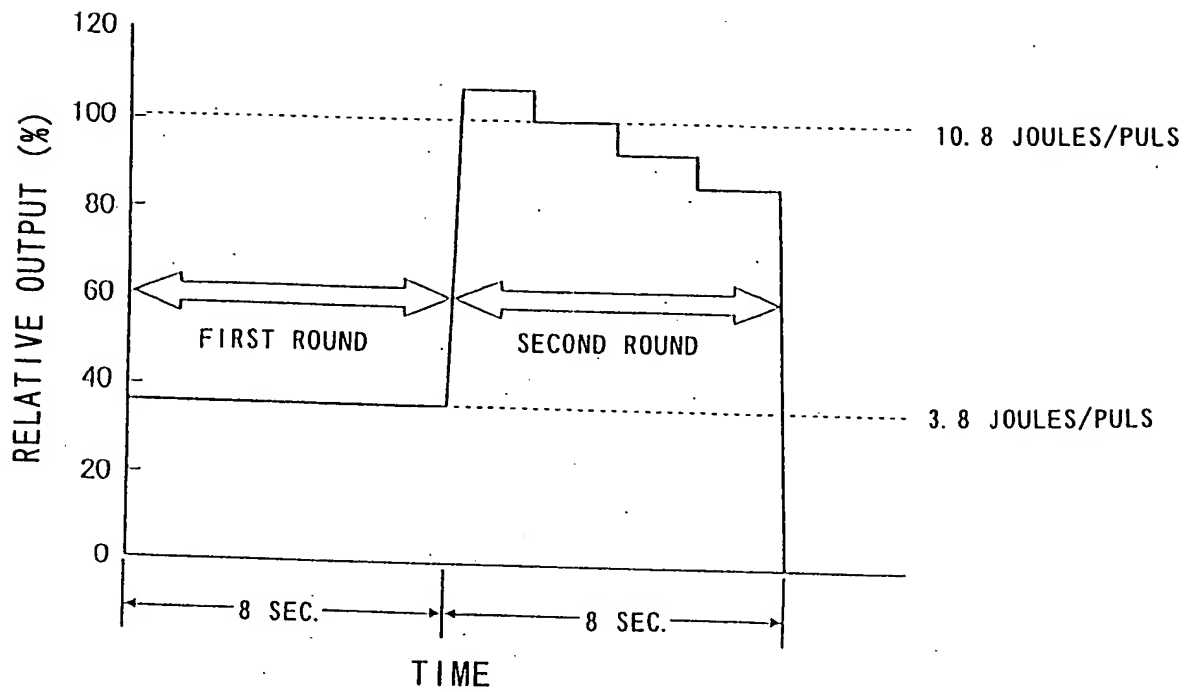 120
100
80
60
40
20
0
RELATIVE OUTPUT (%)
10.8 JOULES/PULS
FIRST ROUND
SECOND ROUND
3.8 JOULES/PULS
8 SEC.
8 SEC.
TIME